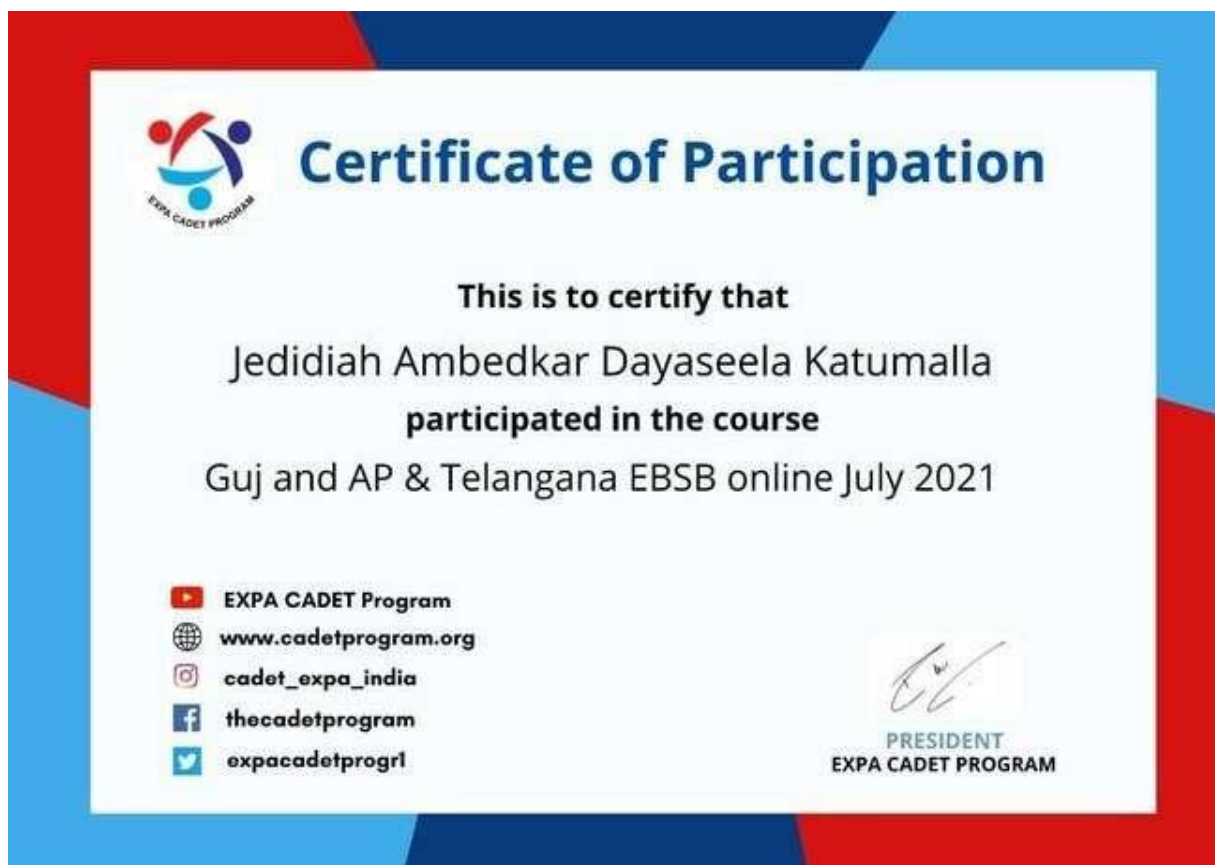 Certificate of Participation
EXPA CADET PROGRAM
This is to certify that
Jedidiah Ambedkar Dayaseela Katumalla
participated in the course
Guj and AP & Telangana EBSB online July 2021
EXPA CADET Program
www.cadetprogram.org
cadet_expa_india
thecadetprogram
expacadetprogr1
PRESIDENT
EXPA CADET PROGRAM